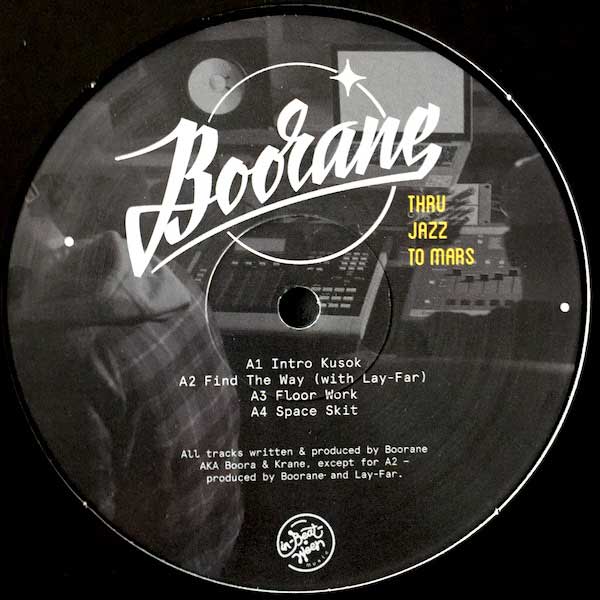 Boorane
THRU
JAZZ
TO MARS
A1 Intro Kusok
A2 Find The Way (with Lay-Far)
A3 Floor Work
A4 Space Skit
All tracks written & produced by Boorane
AKA Boora & Krane, except for A2 –
produced by Boorane and Lay-Far.
in-Beat-
Ween
music